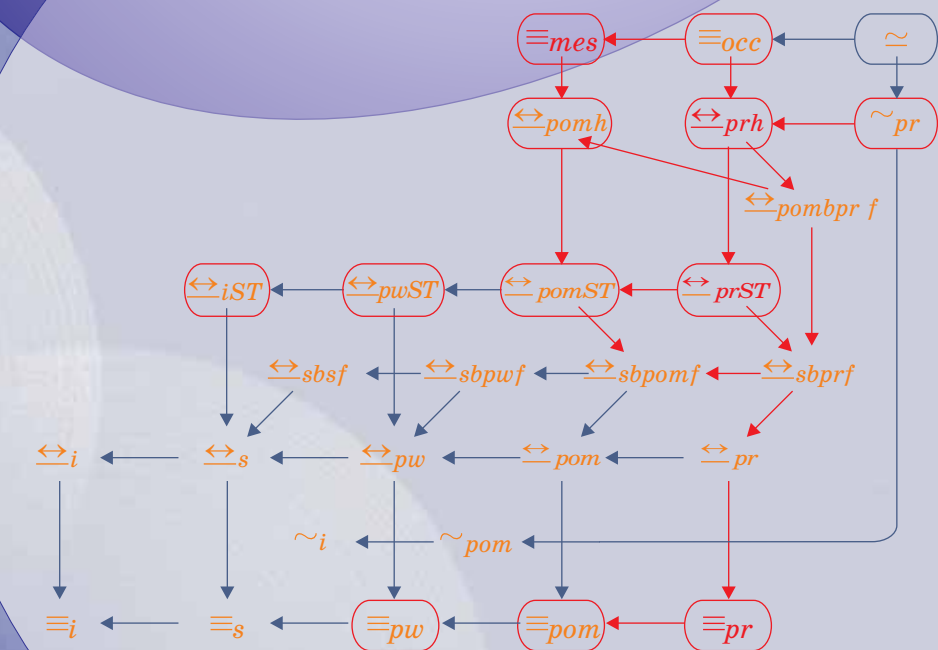 ≡mes ≡occ ≃
↔pomh ↔prh ~pr
↔pombpr f
↔iST ↔pwST ↔pomST ↔prST
↔sbsf ↔sbpwf ↔sbpomf ↔sbprf
↔i ↔s ↔pw ↔pom ↔pr
~i ~pom
≡i ≡s ≡pw ≡pom ≡pr